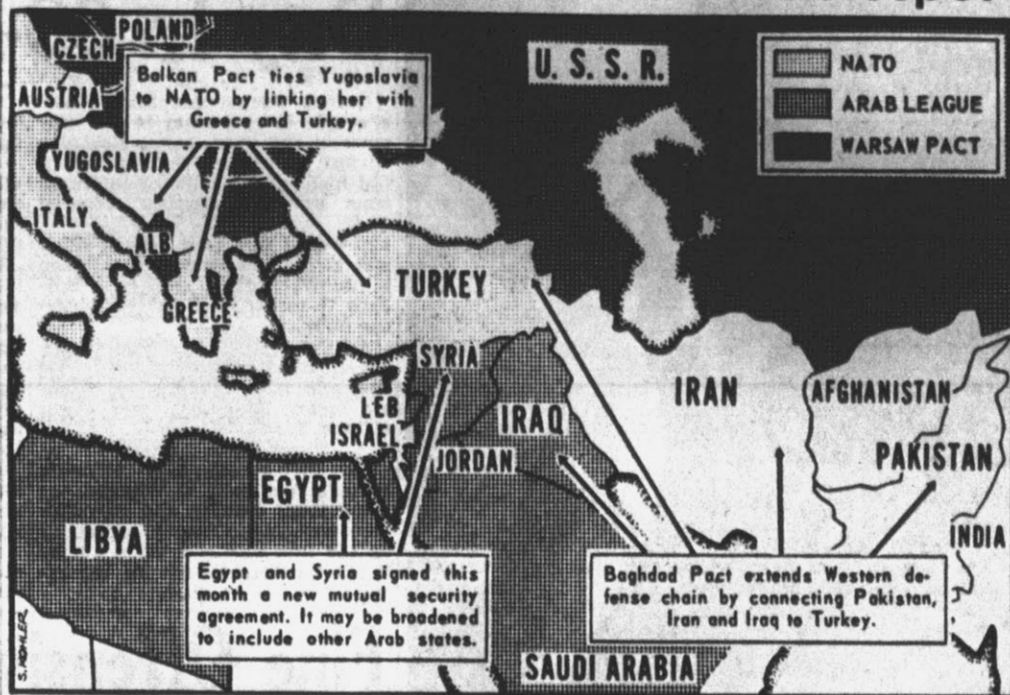 POLAND
CZECH
AUSTRIA
Balkan Pact ties Yugoslavia
to NATO by linking her with
Greece and Turkey.
U. S. S. R.
NATO
ARAB LEAGUE
WARSAW PACT
YUGOSLAVIA
ITALY
ALB
GREECE
TURKEY
SYRIA
LEB
ISRAEL
JORDAN
IRAQ
IRAN
AFGHANISTAN
PAKISTAN
INDIA
EGYPT
LIBYA
Egypt and Syria signed this
month a new mutual security
agreement. It may be broadened
to include other Arab states.
Baghdad Pact extends Western de-
fense chain by connecting Pakistan,
Iran and Iraq to Turkey.
SAUDI ARABIA
S. KOHLER